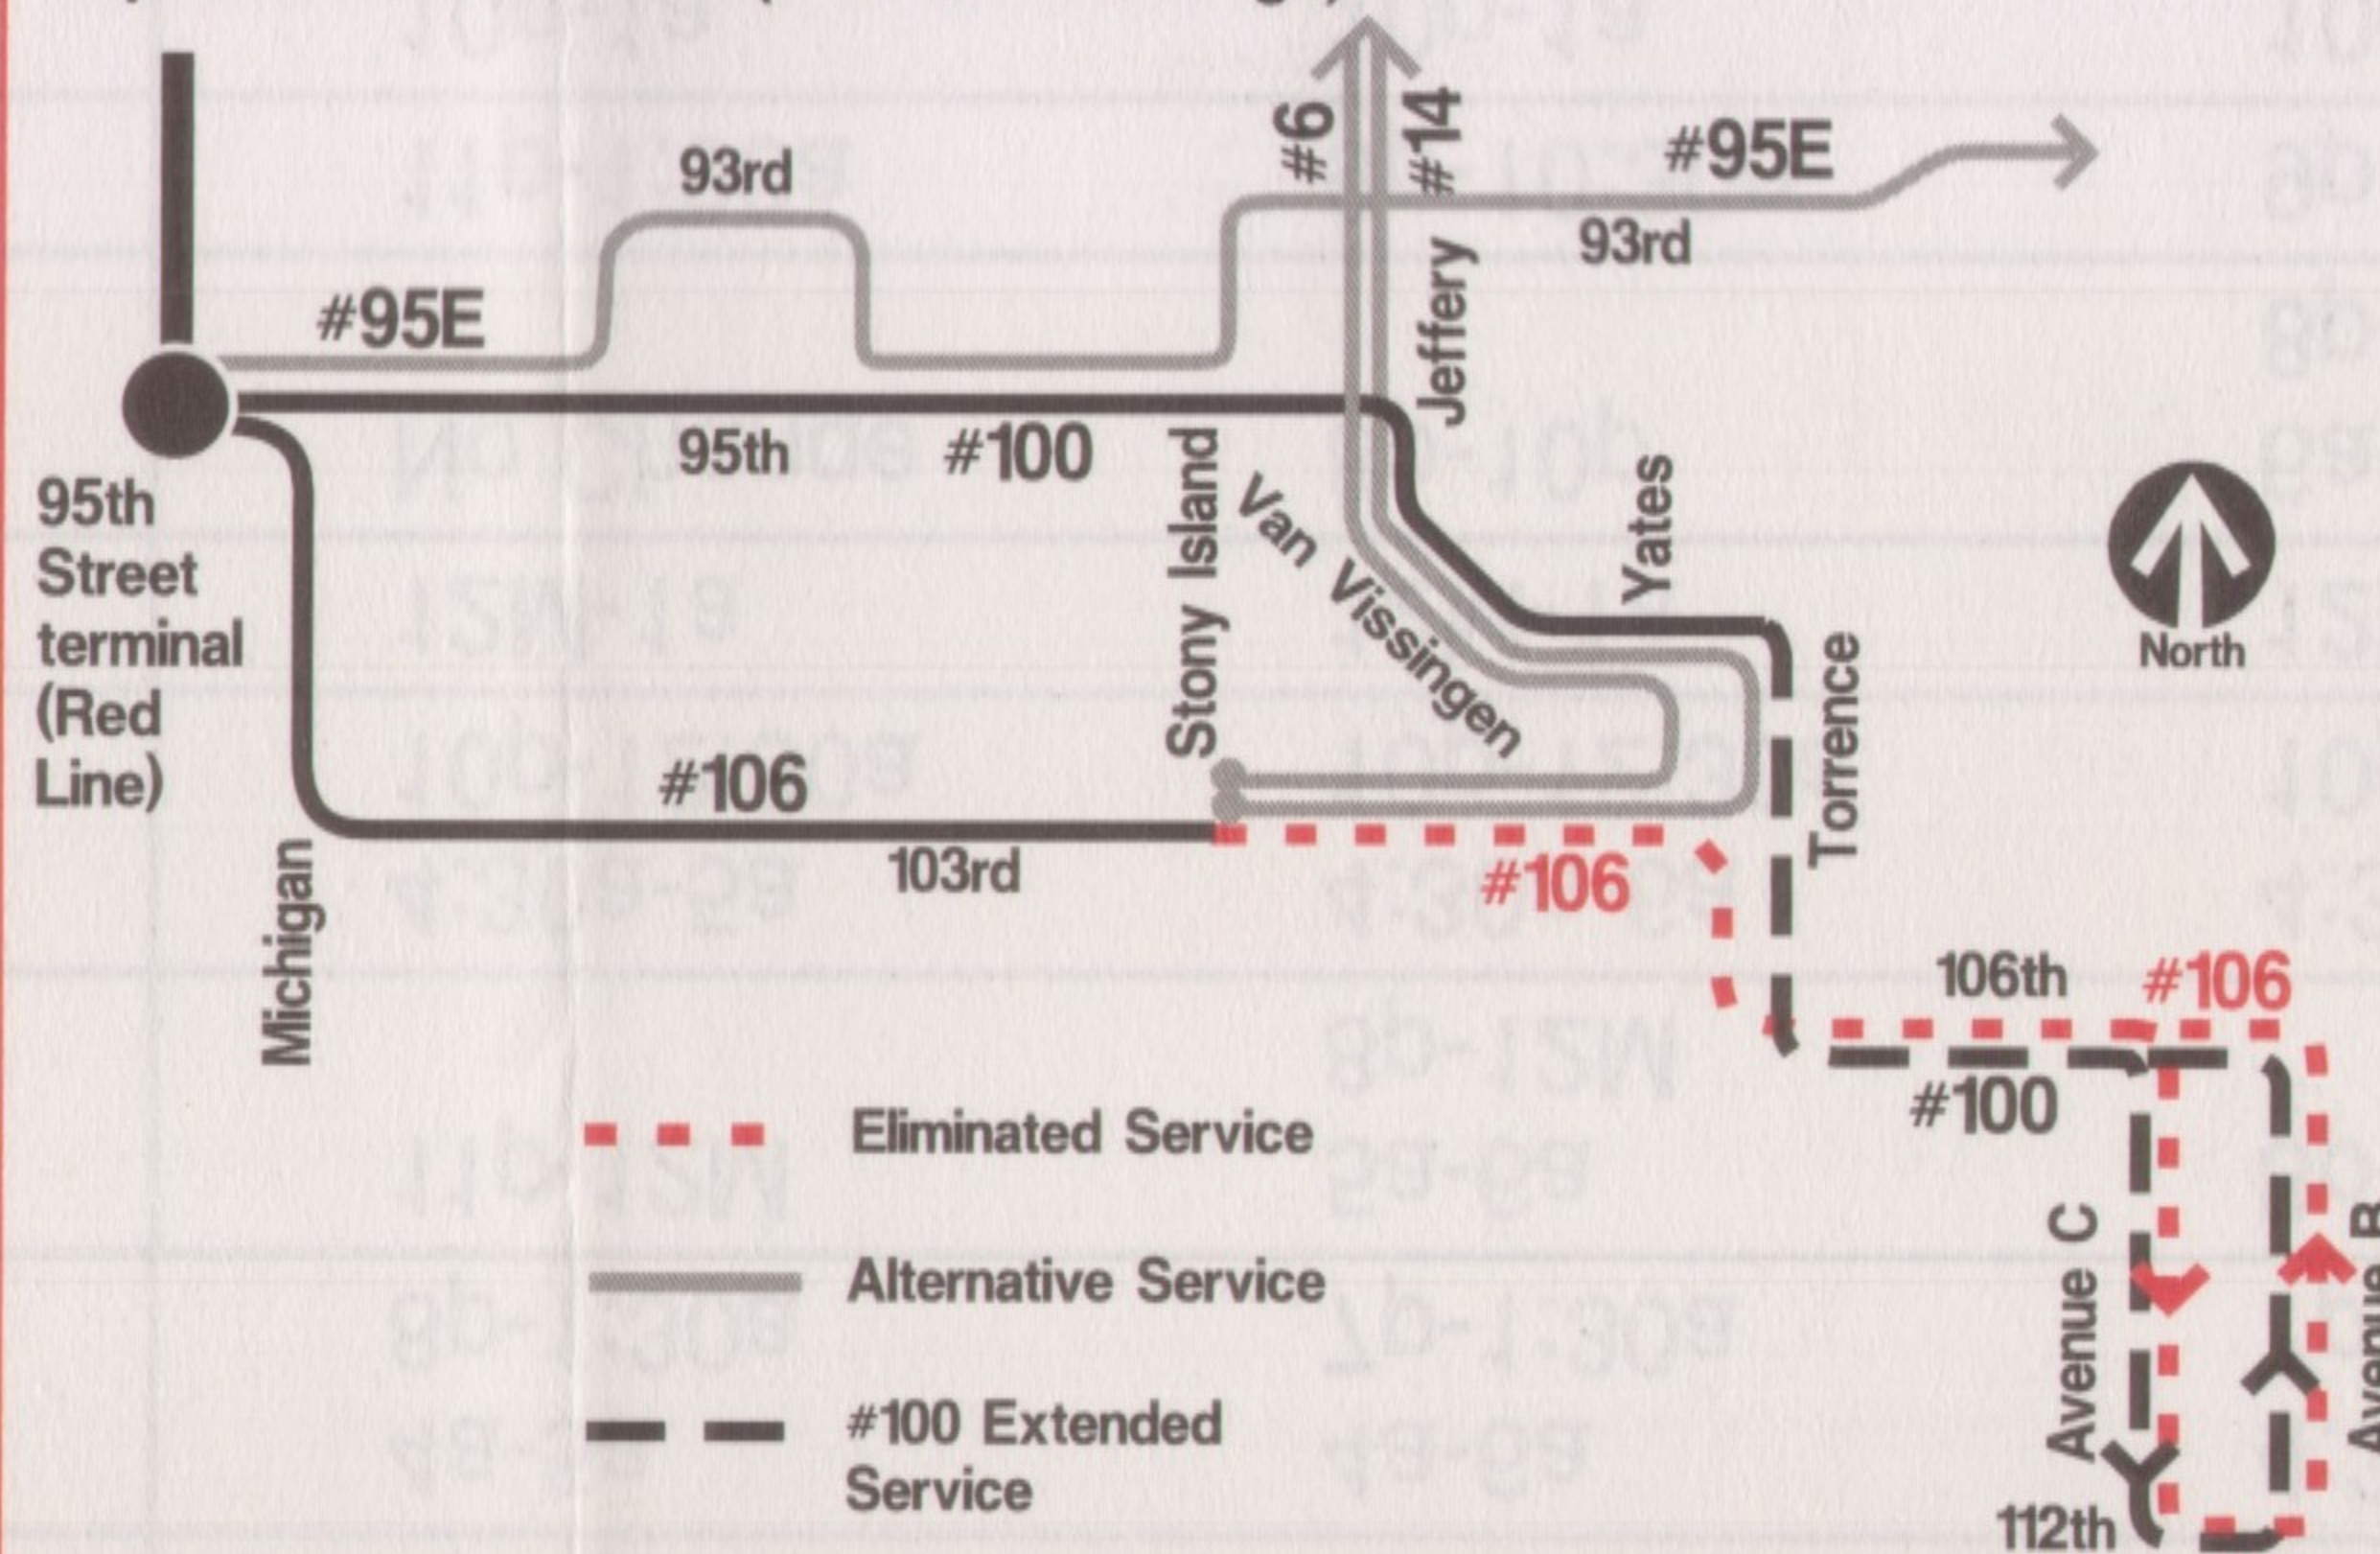 #6
#14
93rd
#95E
93rd
#95E
Jeffery
95th
#100
Stony Island
Van Vissingen
Yates
North
95th
Street
terminal
(Red
Line)
Torrence
#106
103rd
#106
Michigan
106th
#106
#100
Eliminated Service
Avenue C
Avenue B
Alternative Service
#100 Extended
Service
112th